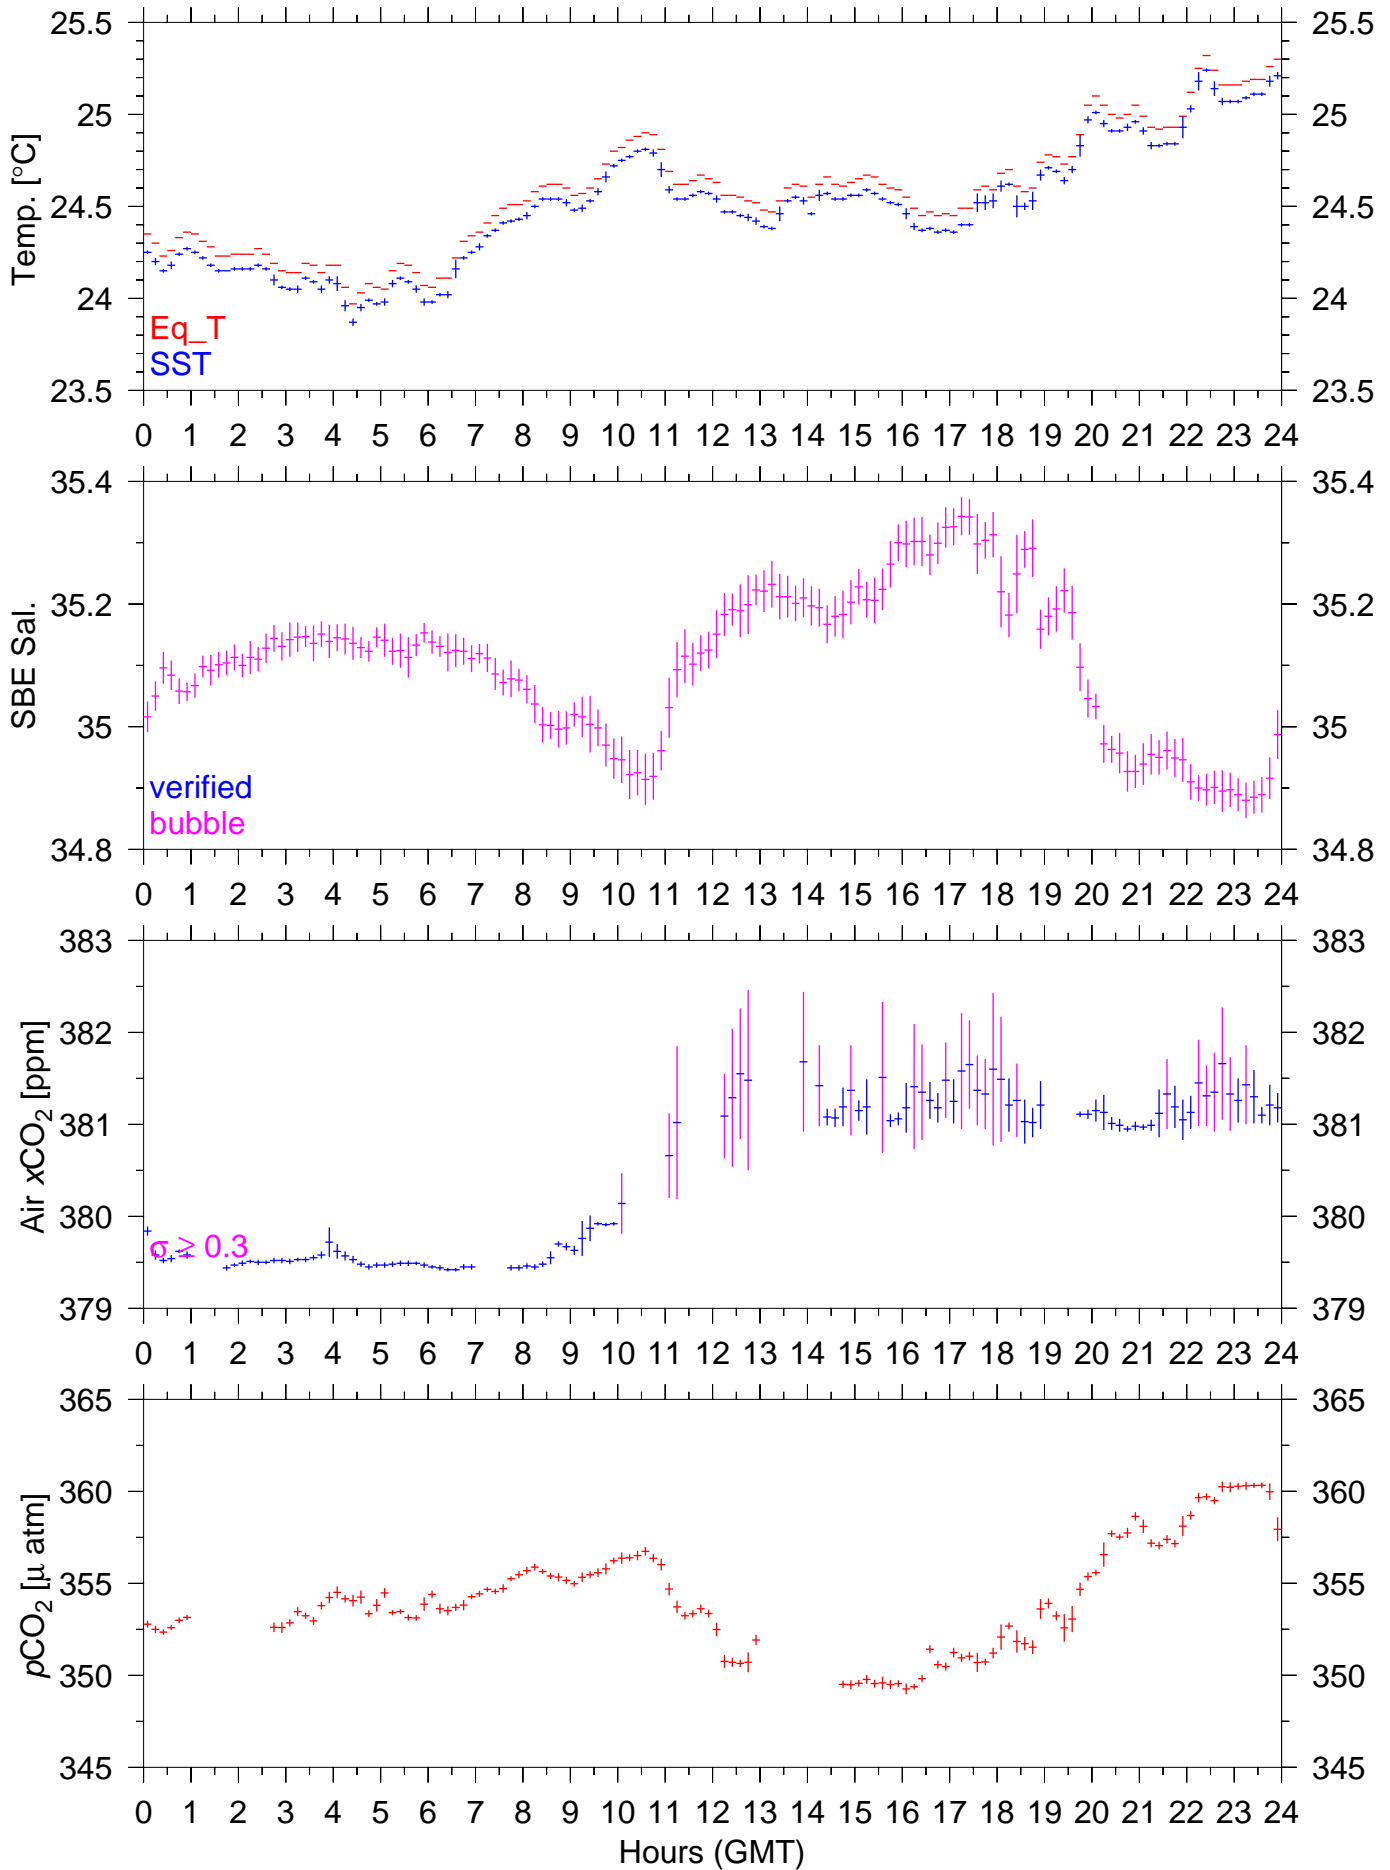 25.5 25.5
25 25
24.5 24.5
24 24
23.5 23.5
Temp. [°C]
Eq_T
SST
0 1 2 3 4 5 6 7 8 9 10 11 12 13 14 15 16 17 18 19 20 21 22 23 24
35.4 35.4
35.2 35.2
35 35
34.8 34.8
SBE Sal.
verified
bubble
0 1 2 3 4 5 6 7 8 9 10 11 12 13 14 15 16 17 18 19 20 21 22 23 24
383 383
382 382
381 381
380 380
379 379
Air xCO₂ [ppm]
σ ≥ 0.3
0 1 2 3 4 5 6 7 8 9 10 11 12 13 14 15 16 17 18 19 20 21 22 23 24
365 365
360 360
355 355
350 350
345 345
pCO₂ [μ atm]
0 1 2 3 4 5 6 7 8 9 10 11 12 13 14 15 16 17 18 19 20 21 22 23 24
Hours (GMT)